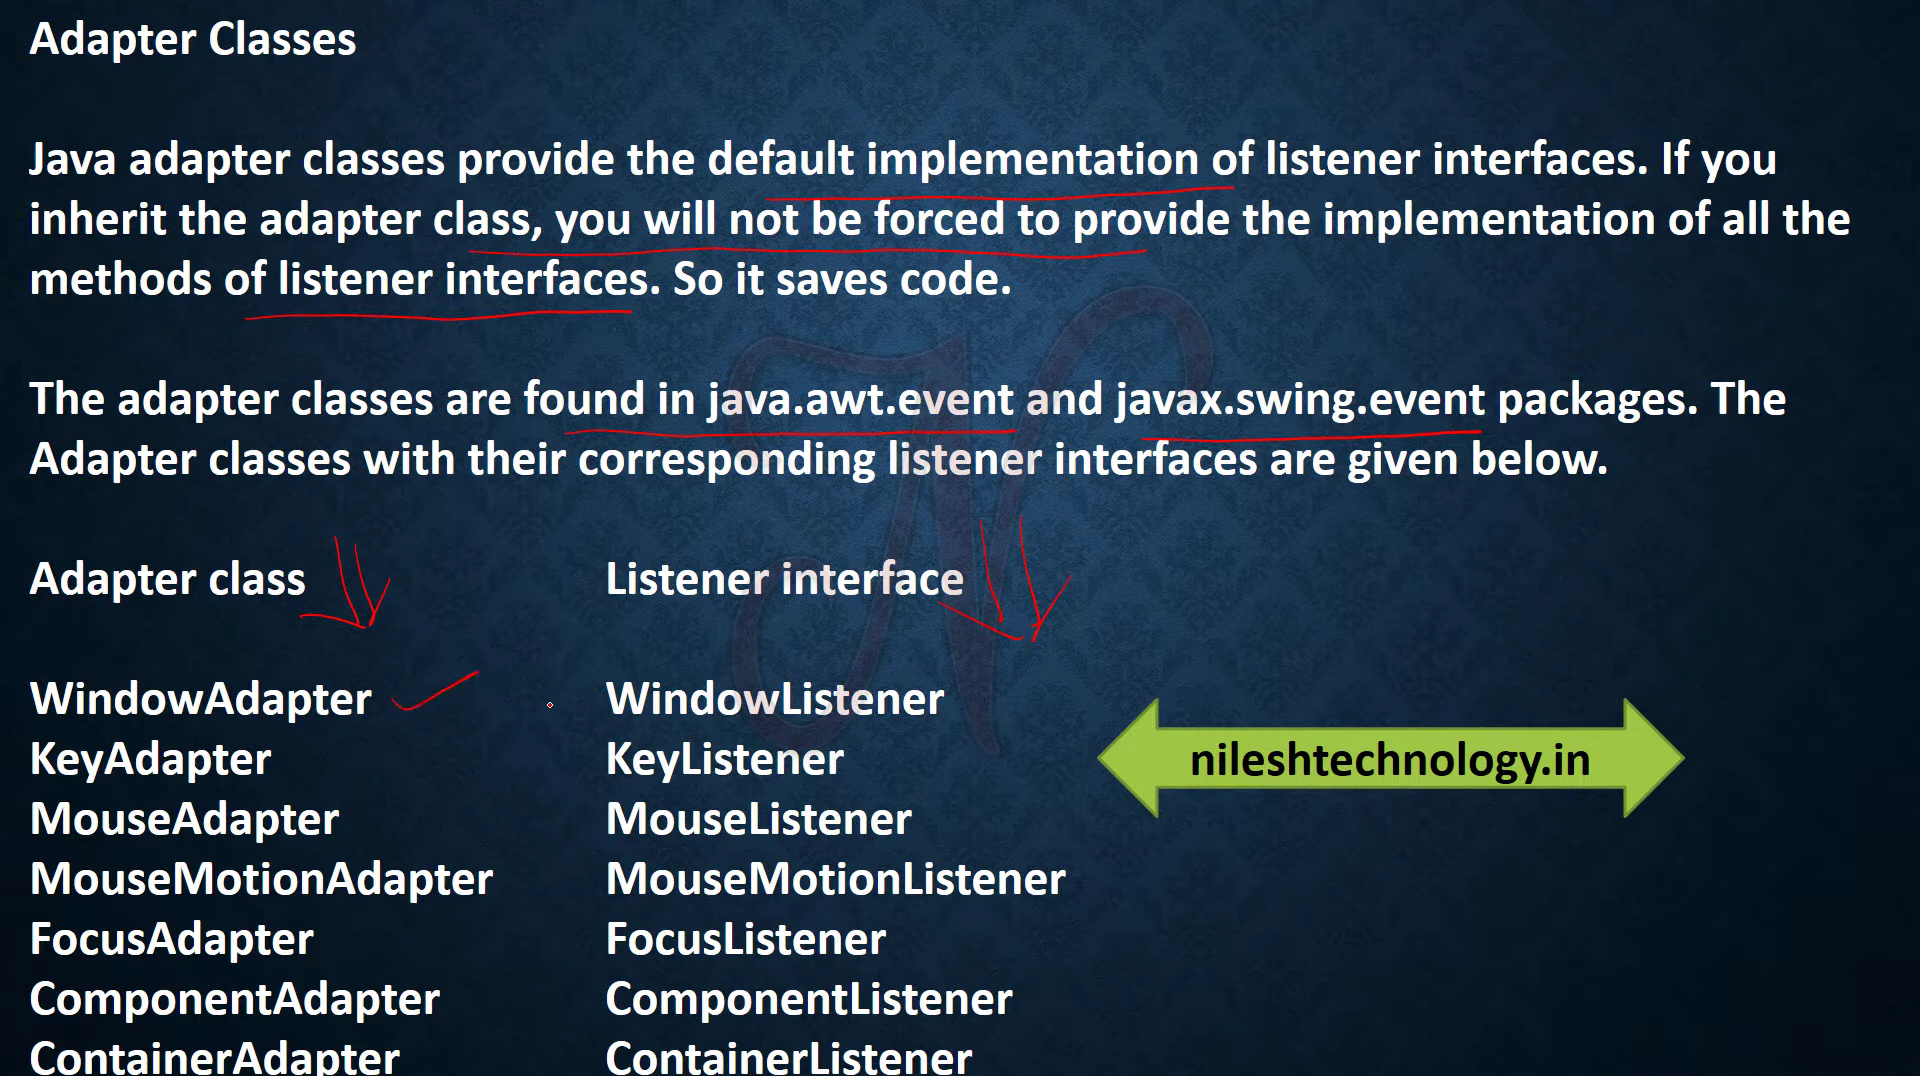 Adapter Classes
Java adapter classes provide the default implementation of listener interfaces. If you
inherit the adapter class, you will not be forced to provide the implementation of all the
methods of listener interfaces. So it saves code.
The adapter classes are found in java.awt.event and javax.swing.event packages. The
Adapter classes with their corresponding listener interfaces are given below.
Adapter class Listener interface
WindowAdapter WindowListener
KeyAdapter KeyListener
MouseAdapter MouseListener
MouseMotionAdapter MouseMotionListener
FocusAdapter FocusListener
ComponentAdapter ComponentListener
ContainerAdapter ContainerListener
nileshtechnology.in